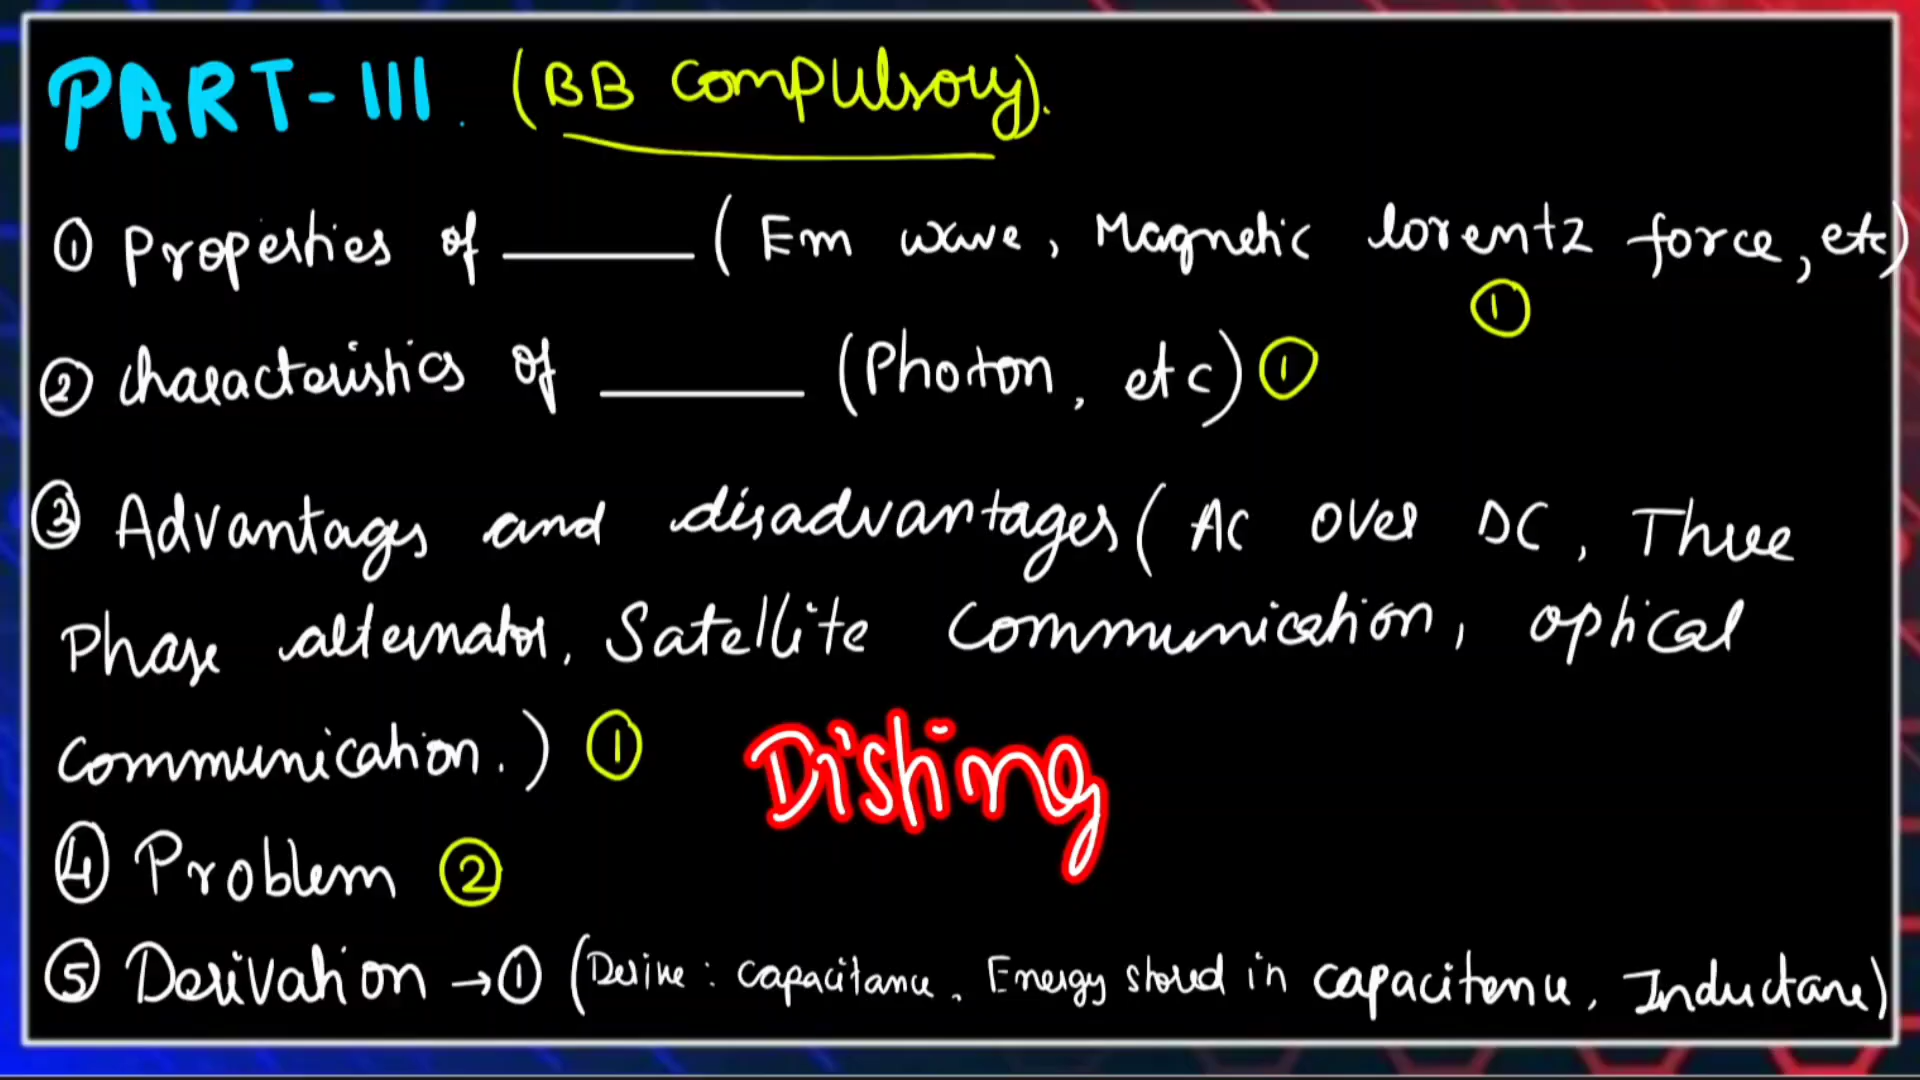 PART-III. (BB Compulsory).
① Properties of ______ ( Em wave, Magnetic lorentz force, etc)
①
② characteristics of ______ (Photon, etc) ①
③ Advantages and disadvantages ( AC over DC, Three
Phase alternator, Satellite Communication, optical
Communication.) ①
Disting
④ Problem ②
⑤ Derivation → ① (Derive: capacitance, Energy stored in capacitence, Inductance)